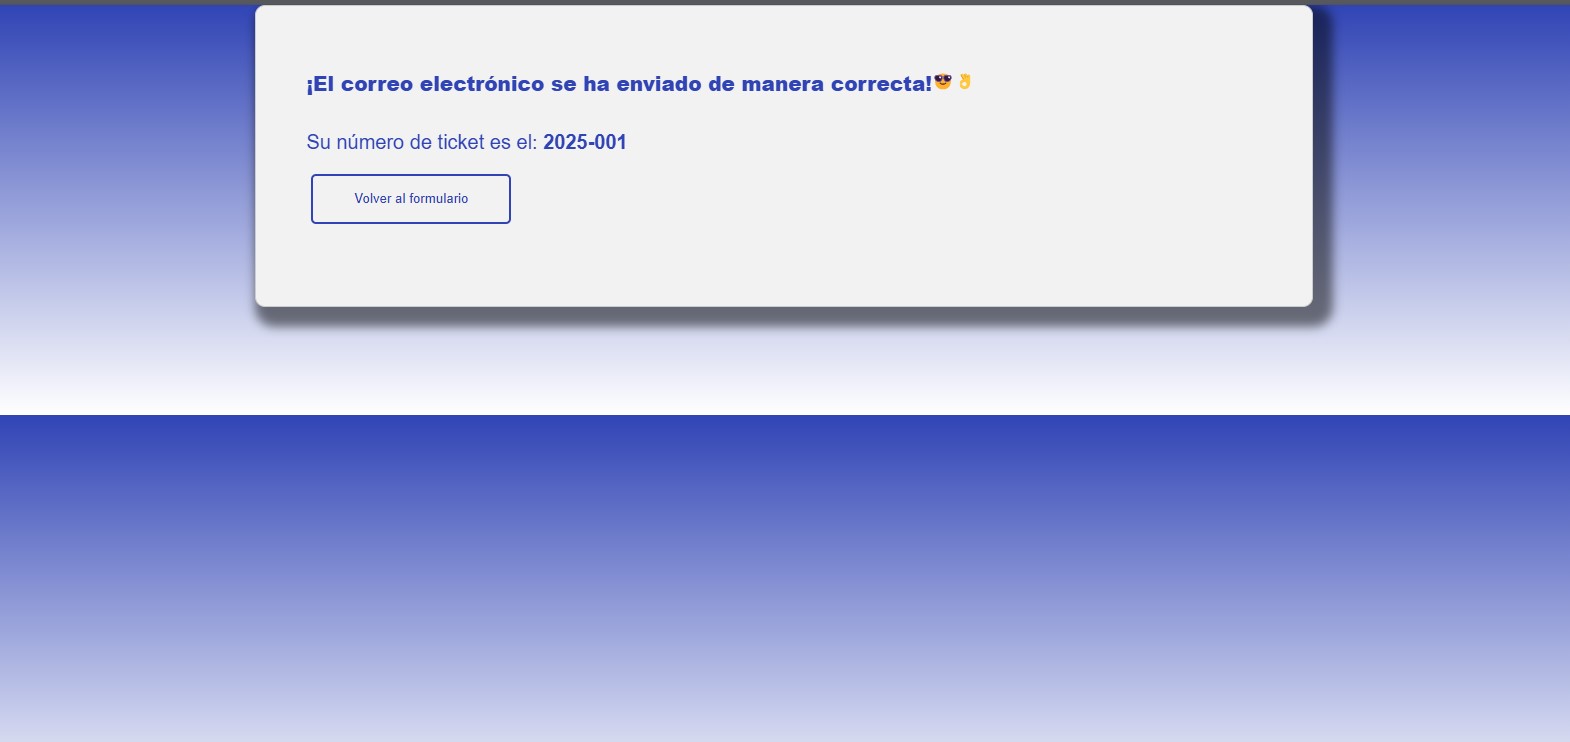 ¡El correo electrónico se ha enviado de manera correcta!😎👌
Su número de ticket es el: 2025-001
Volver al formulario